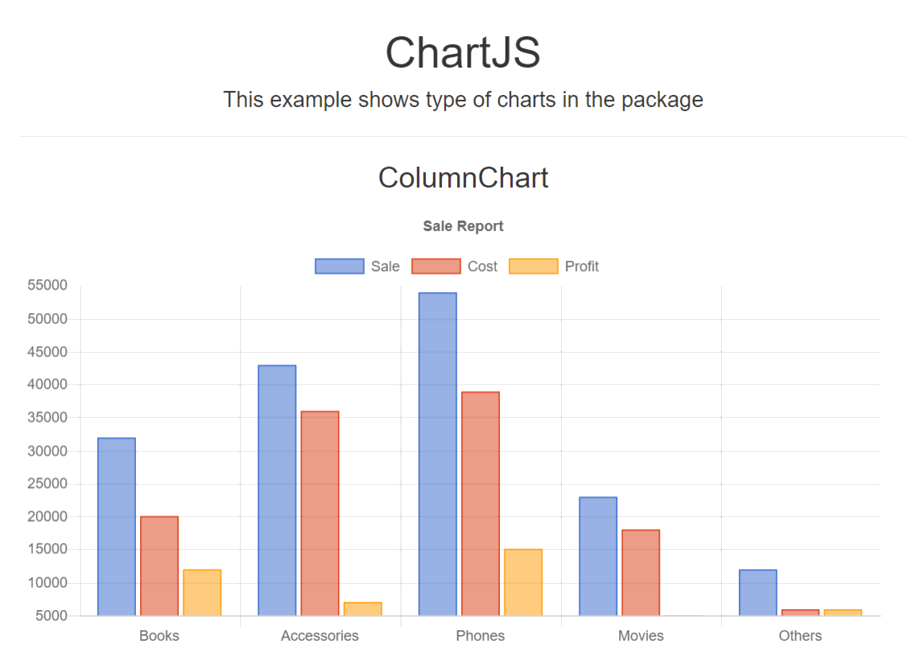 ChartJS
This example shows type of charts in the package
ColumnChart
Sale Report
Sale Cost Profit
55000
50000
45000
40000
35000
30000
25000
20000
15000
10000
5000
Books Accessories Phones Movies Others